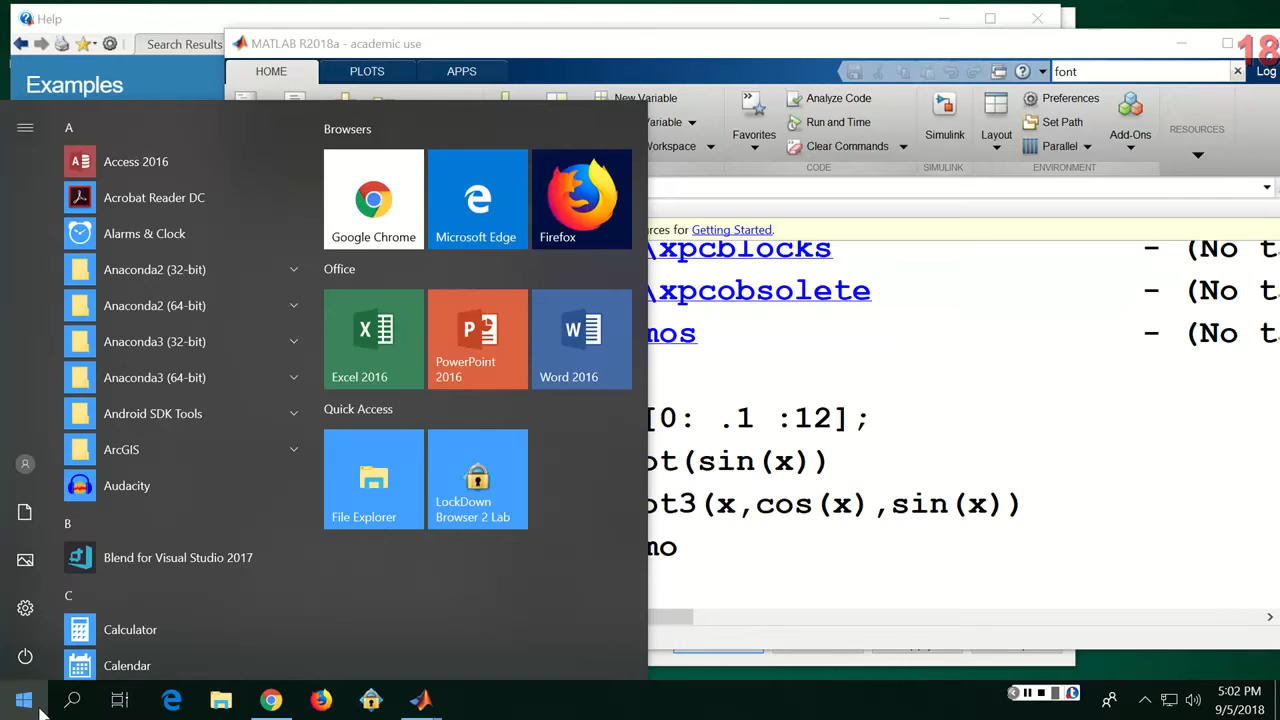 Help
Search Results
MATLAB R2018a - academic use
18
HOME
PLOTS
APPS
font
Log
Examples
New Variable
Variable
Workspace
Favorites
Analyze Code
Run and Time
Clear Commands
CODE
Simulink
SIMULINK
Layout
Preferences
Set Path
Parallel
ENVIRONMENT
Add-Ons
RESOURCES
urces for Getting Started.
\xpcblocks - (No t
\xpcobsolete - (No t
mos - (No t
[0: .1 :12];
ot(sin(x))
ot3(x,cos(x),sin(x))
mo
A
Access 2016
Acrobat Reader DC
Alarms & Clock
Anaconda2 (32-bit)
Anaconda2 (64-bit)
Anaconda3 (32-bit)
Anaconda3 (64-bit)
Android SDK Tools
ArcGIS
Audacity
B
Blend for Visual Studio 2017
C
Calculator
Calendar
Browsers
Google Chrome
Microsoft Edge
Firefox
Office
Excel 2016
PowerPoint 2016
Word 2016
Quick Access
File Explorer
LockDown Browser 2 Lab
5:02 PM
9/5/2018